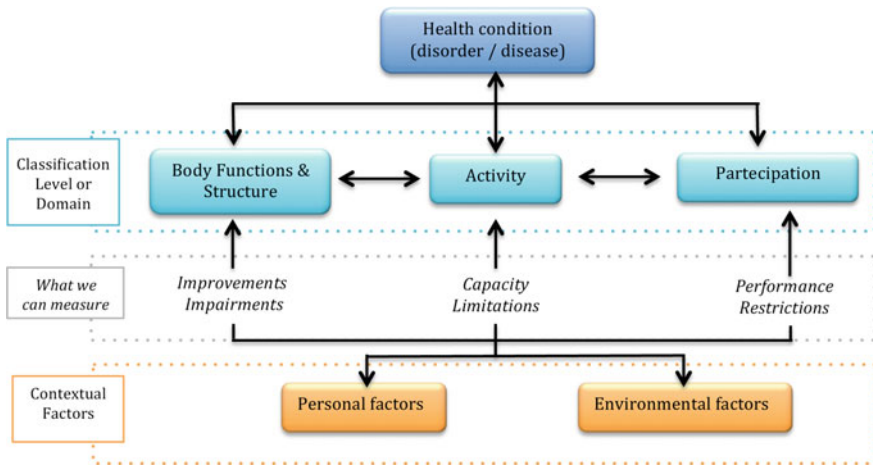 Health condition
(disorder / disease)
Classification
Level or
Domain
Body Functions &
Structure
Activity
Partecipation
What we
can measure
Improvements
Impairments
Capacity
Limitations
Performance
Restrictions
Contextual
Factors
Personal factors
Environmental factors